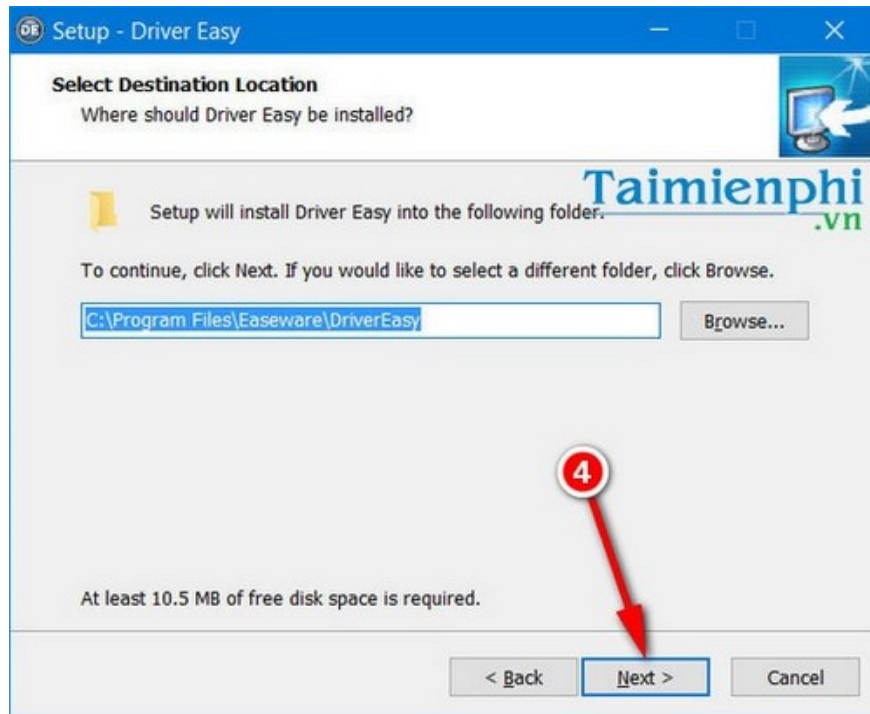 DE Setup - Driver Easy
Select Destination Location
Where should Driver Easy be installed?
Taimienphi
.vn
Setup will install Driver Easy into the following folder.
To continue, click Next. If you would like to select a different folder, click Browse.
C:\Program Files\Easeware\DriverEasy Browse...
4
At least 10.5 MB of free disk space is required.
< Back Next > Cancel